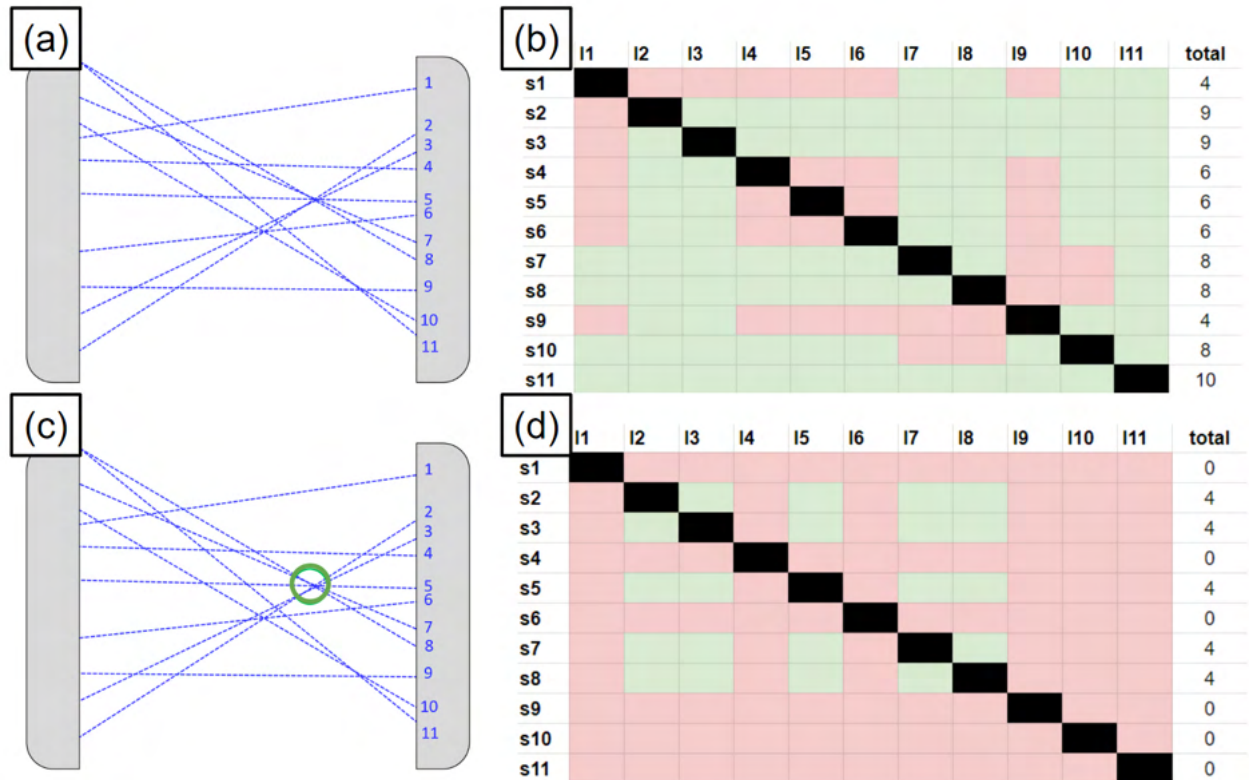 (a)
1
2
3
4
5
6
7
8
9
10
11
(b)
l1 l2 l3 l4 l5 l6 l7 l8 l9 l10 l11 total
s1 4
s2 9
s3 9
s4 6
s5 6
s6 6
s7 8
s8 8
s9 4
s10 8
s11 10
(c)
1
2
3
4
5
6
7
8
9
10
11
(d)
l1 l2 l3 l4 l5 l6 l7 l8 l9 l10 l11 total
s1 0
s2 4
s3 4
s4 0
s5 4
s6 0
s7 4
s8 4
s9 0
s10 0
s11 0